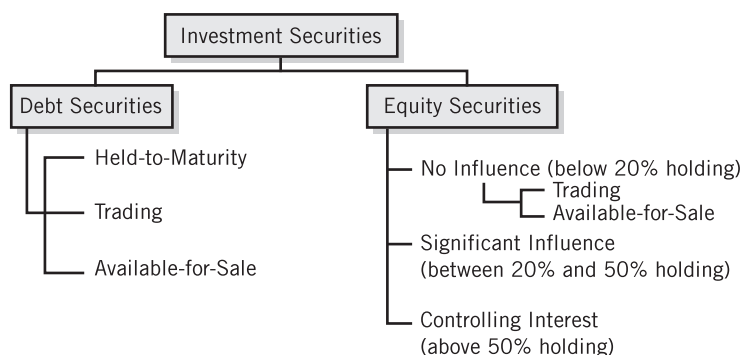 Investment Securities
Debt Securities
Equity Securities
Held-to-Maturity
Trading
Available-for-Sale
No Influence (below 20% holding)
Trading
Available-for-Sale
Significant Influence
(between 20% and 50% holding)
Controlling Interest
(above 50% holding)